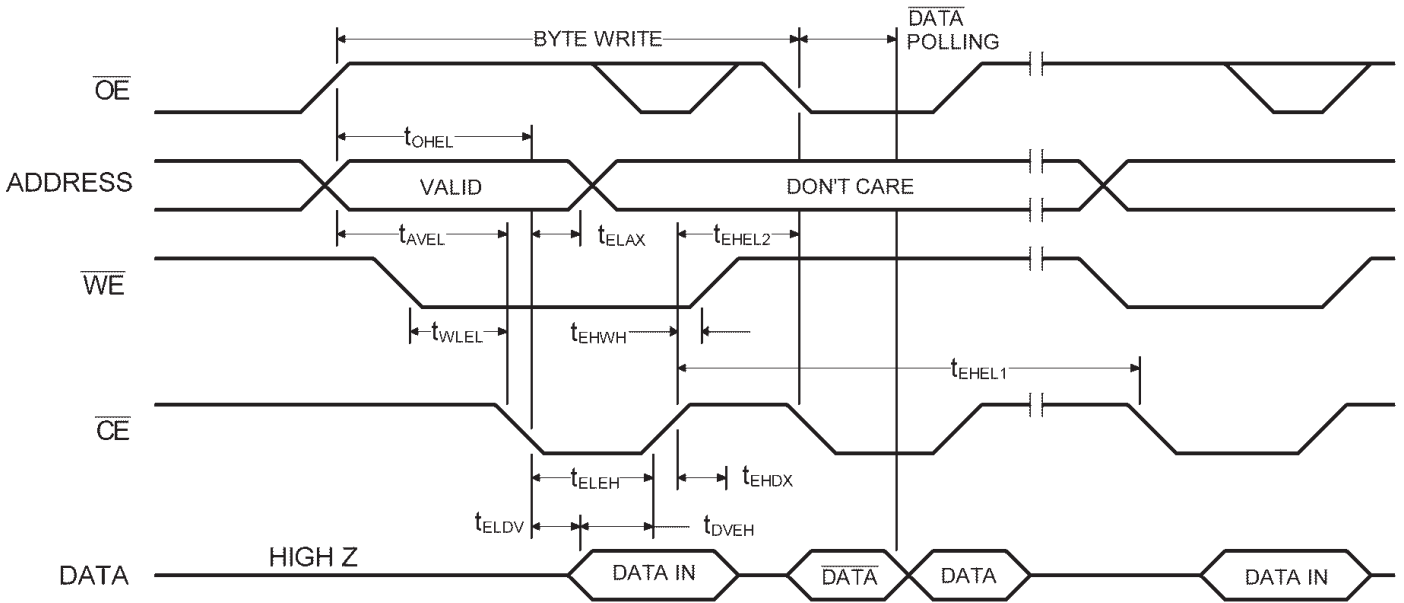 DATA
POLLING
BYTE WRITE
OE
tOHEL
ADDRESS
VALID
DON'T CARE
tAVEL
tELAX
tEHEL2
WE
tWLEL
tEHWH
tEHEL1
CE
tELEH
tEHDX
tELDV
tDVEH
HIGH Z
DATA
DATA IN
DATA
DATA
DATA IN